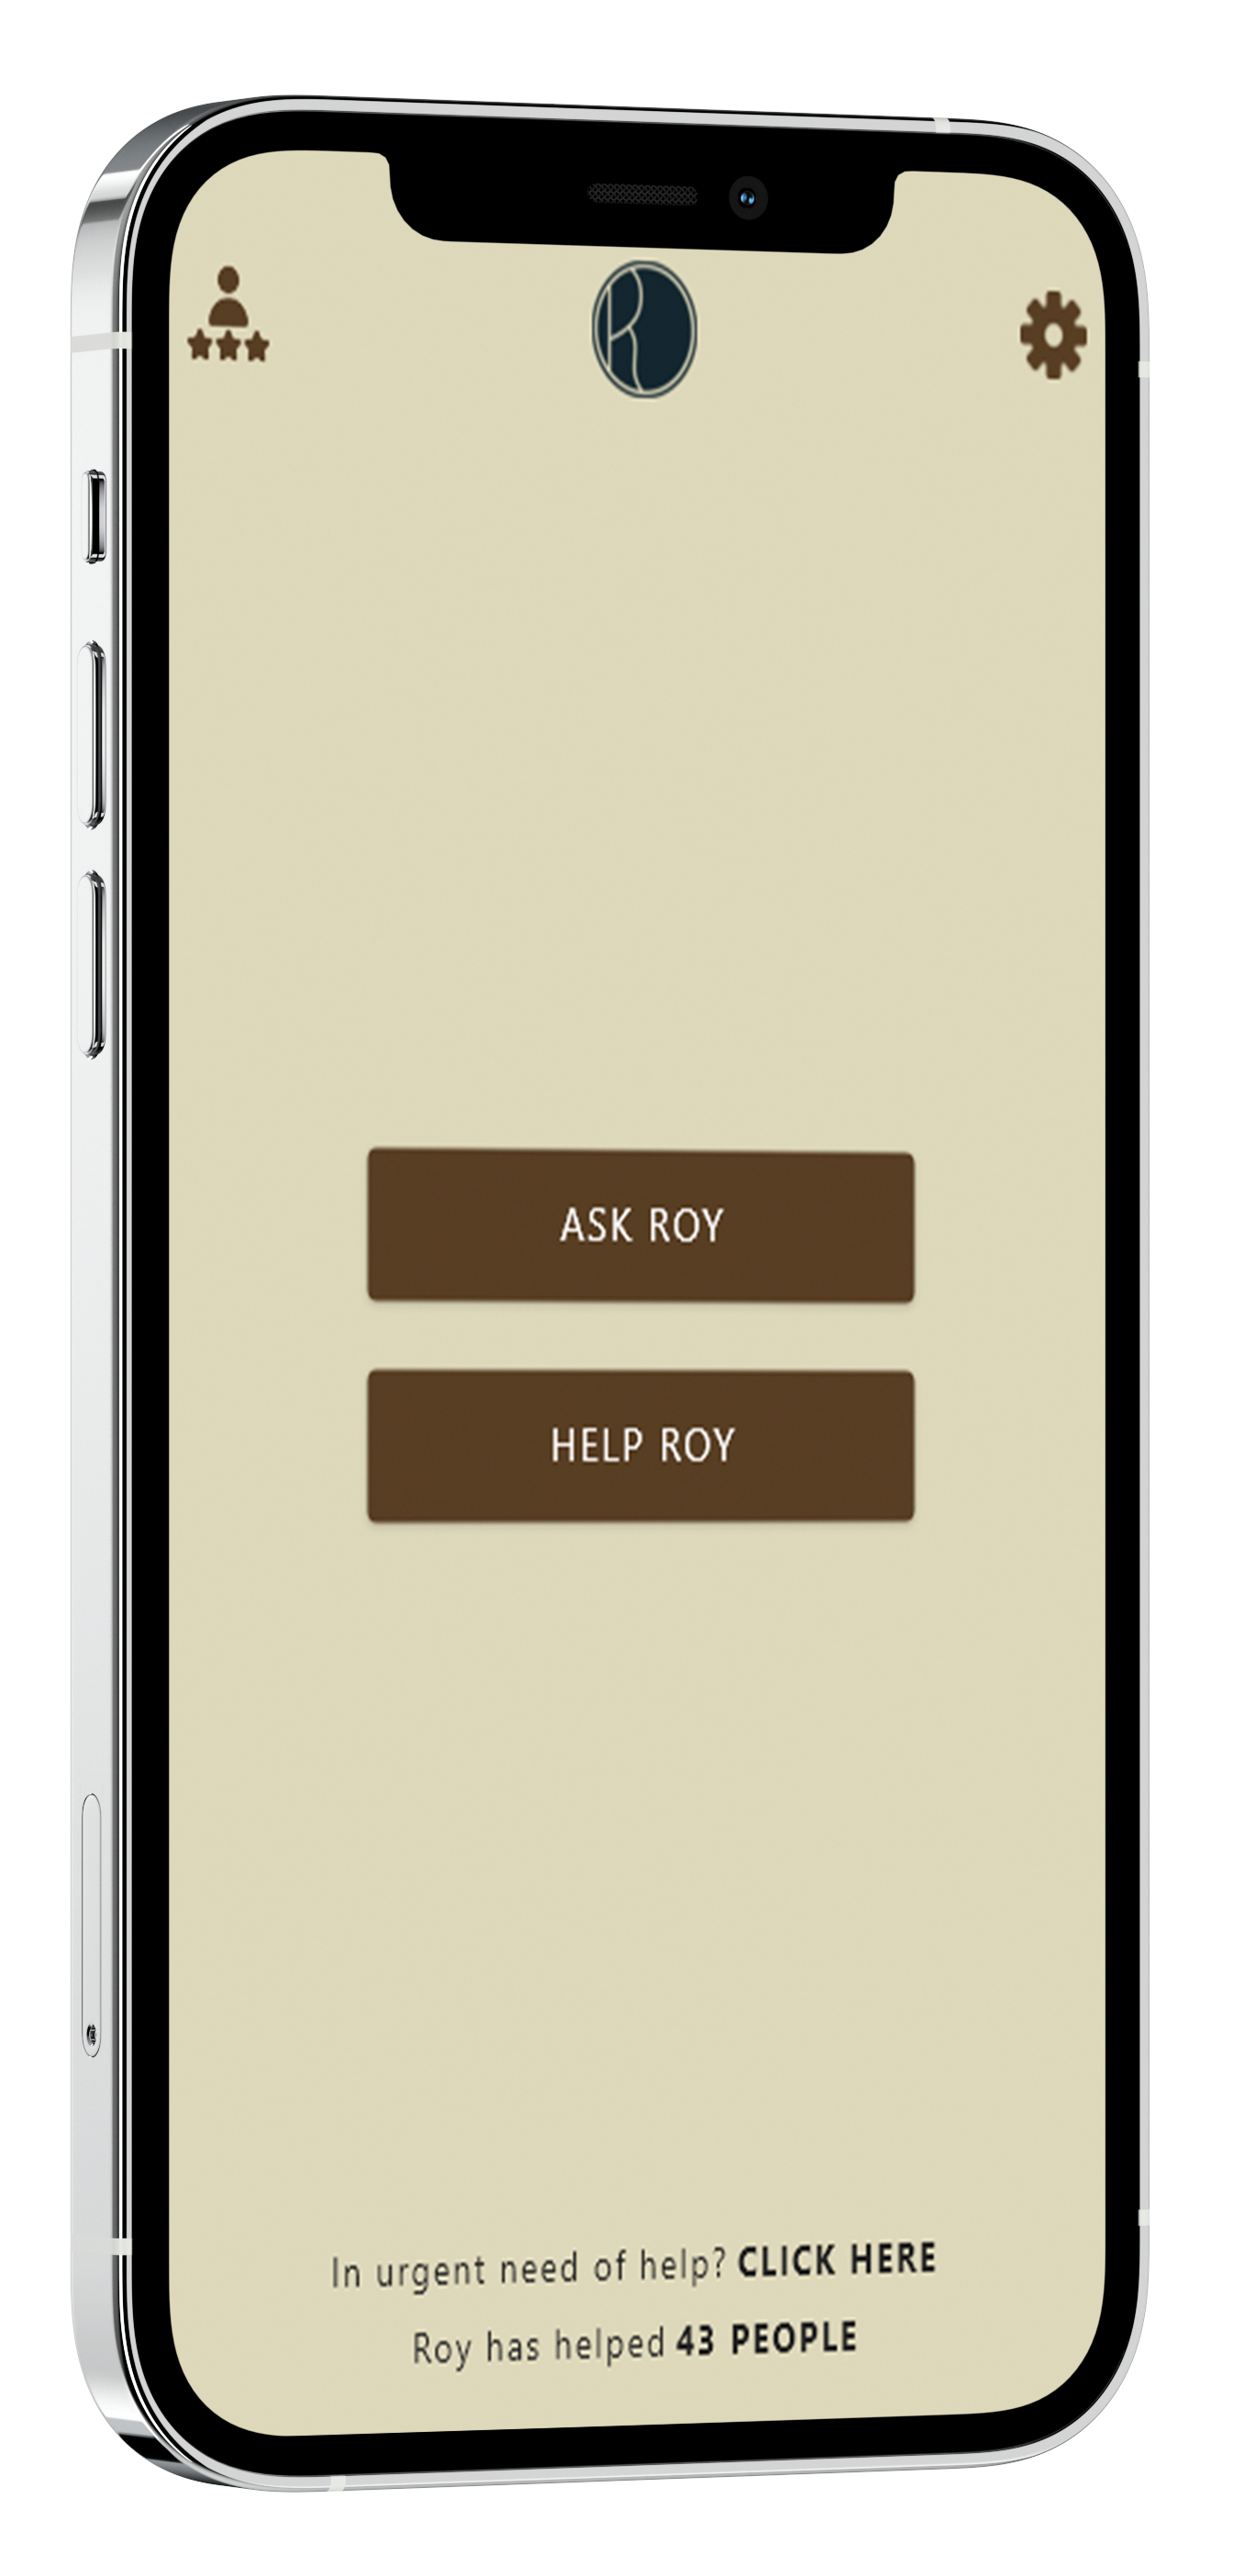 R
ASK ROY
HELP ROY
In urgent need of help? CLICK HERE
Roy has helped 43 PEOPLE